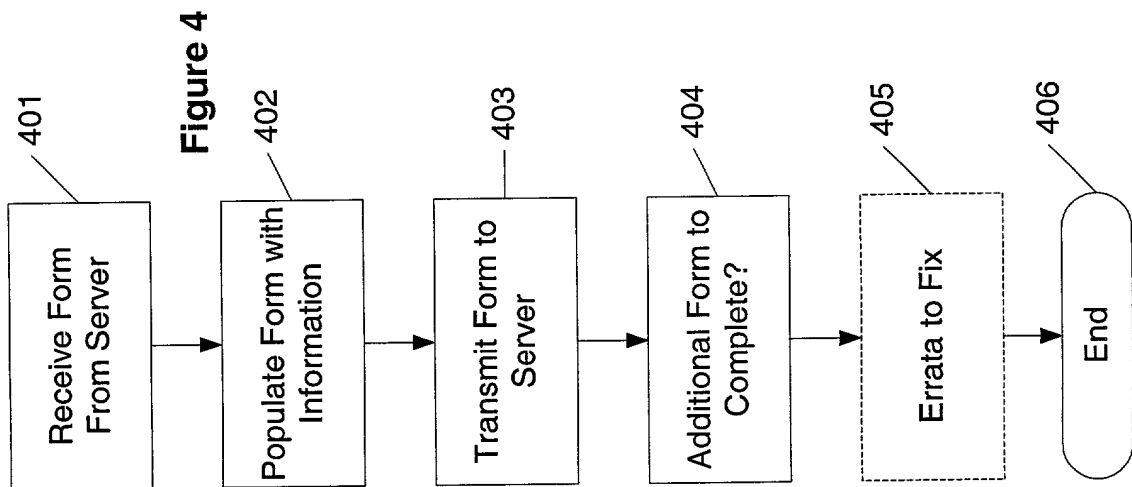 Figure 4
401
Receive Form
From Server
402
Populate Form with
Information
403
Transmit Form to
Server
404
Additional Form to
Complete?
405
Errata to Fix
406
End